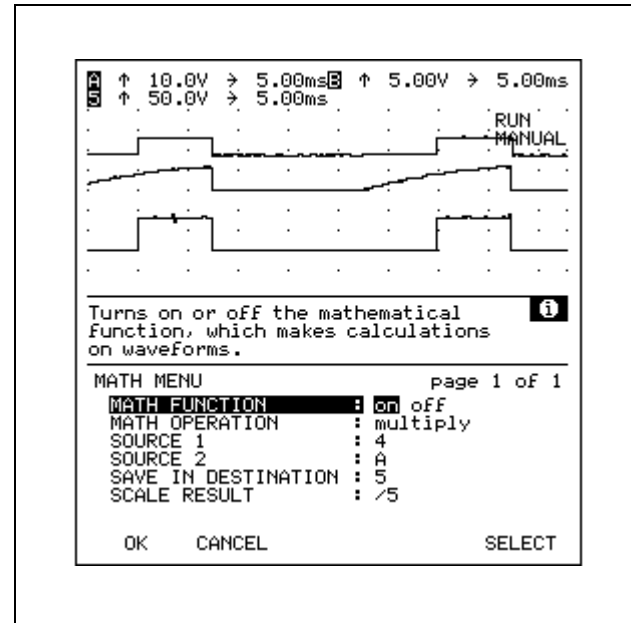 A ↑ 10.0V → 5.00ms B ↑ 5.00V → 5.00ms
5 ↑ 50.0V → 5.00ms
RUN
MANUAL
Turns on or off the mathematical
function, which makes calculations
on waveforms.
i
MATH MENU page 1 of 1
MATH FUNCTION : on off
MATH OPERATION : multiply
SOURCE 1 : 4
SOURCE 2 : A
SAVE IN DESTINATION : 5
SCALE RESULT : /5
OK CANCEL SELECT